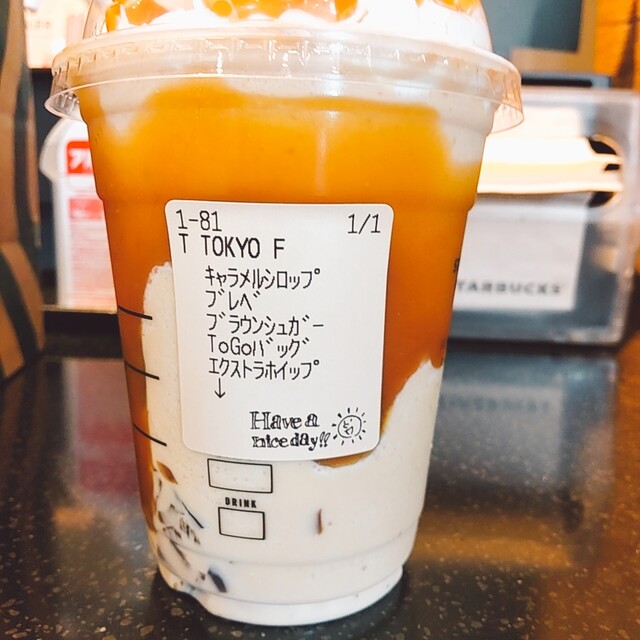 1-81 1/1
T TOKYO F
キャラメルシロップ
ブレベ
ブラウンシュガー
ToGoバッグ
エクストラホイップ
↓
Have a
nice day!!
DRINK